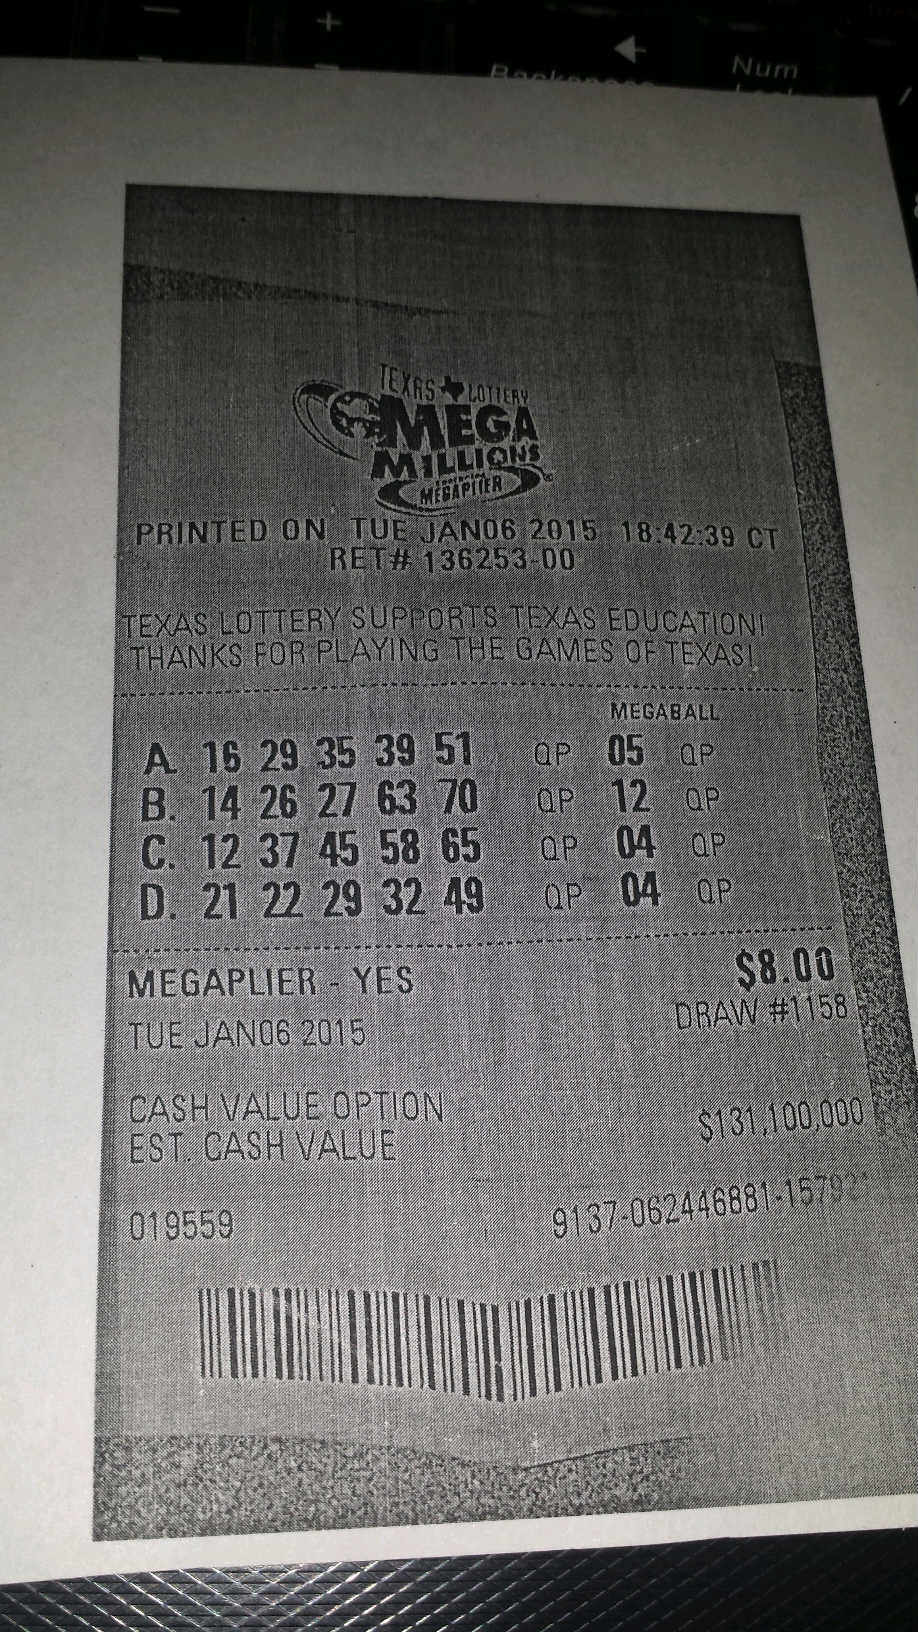 − +
Backspace Num
Lock
TEXAS LOTTERY
MEGA
MILLIONS
MEGAPLIER
PRINTED ON TUE JAN06 2015 18:42:39 CT
RET# 136253-00
TEXAS LOTTERY SUPPORTS TEXAS EDUCATION!
THANKS FOR PLAYING THE GAMES OF TEXAS!
MEGABALL
A. 16 29 35 39 51 QP 05 QP
B. 14 26 27 63 70 QP 12 QP
C. 12 37 45 58 65 QP 04 QP
D. 21 22 29 32 49 QP 04 QP
MEGAPLIER - YES $8.00
TUE JAN06 2015 DRAW #1158
CASH VALUE OPTION
EST. CASH VALUE $131,100,000
019559